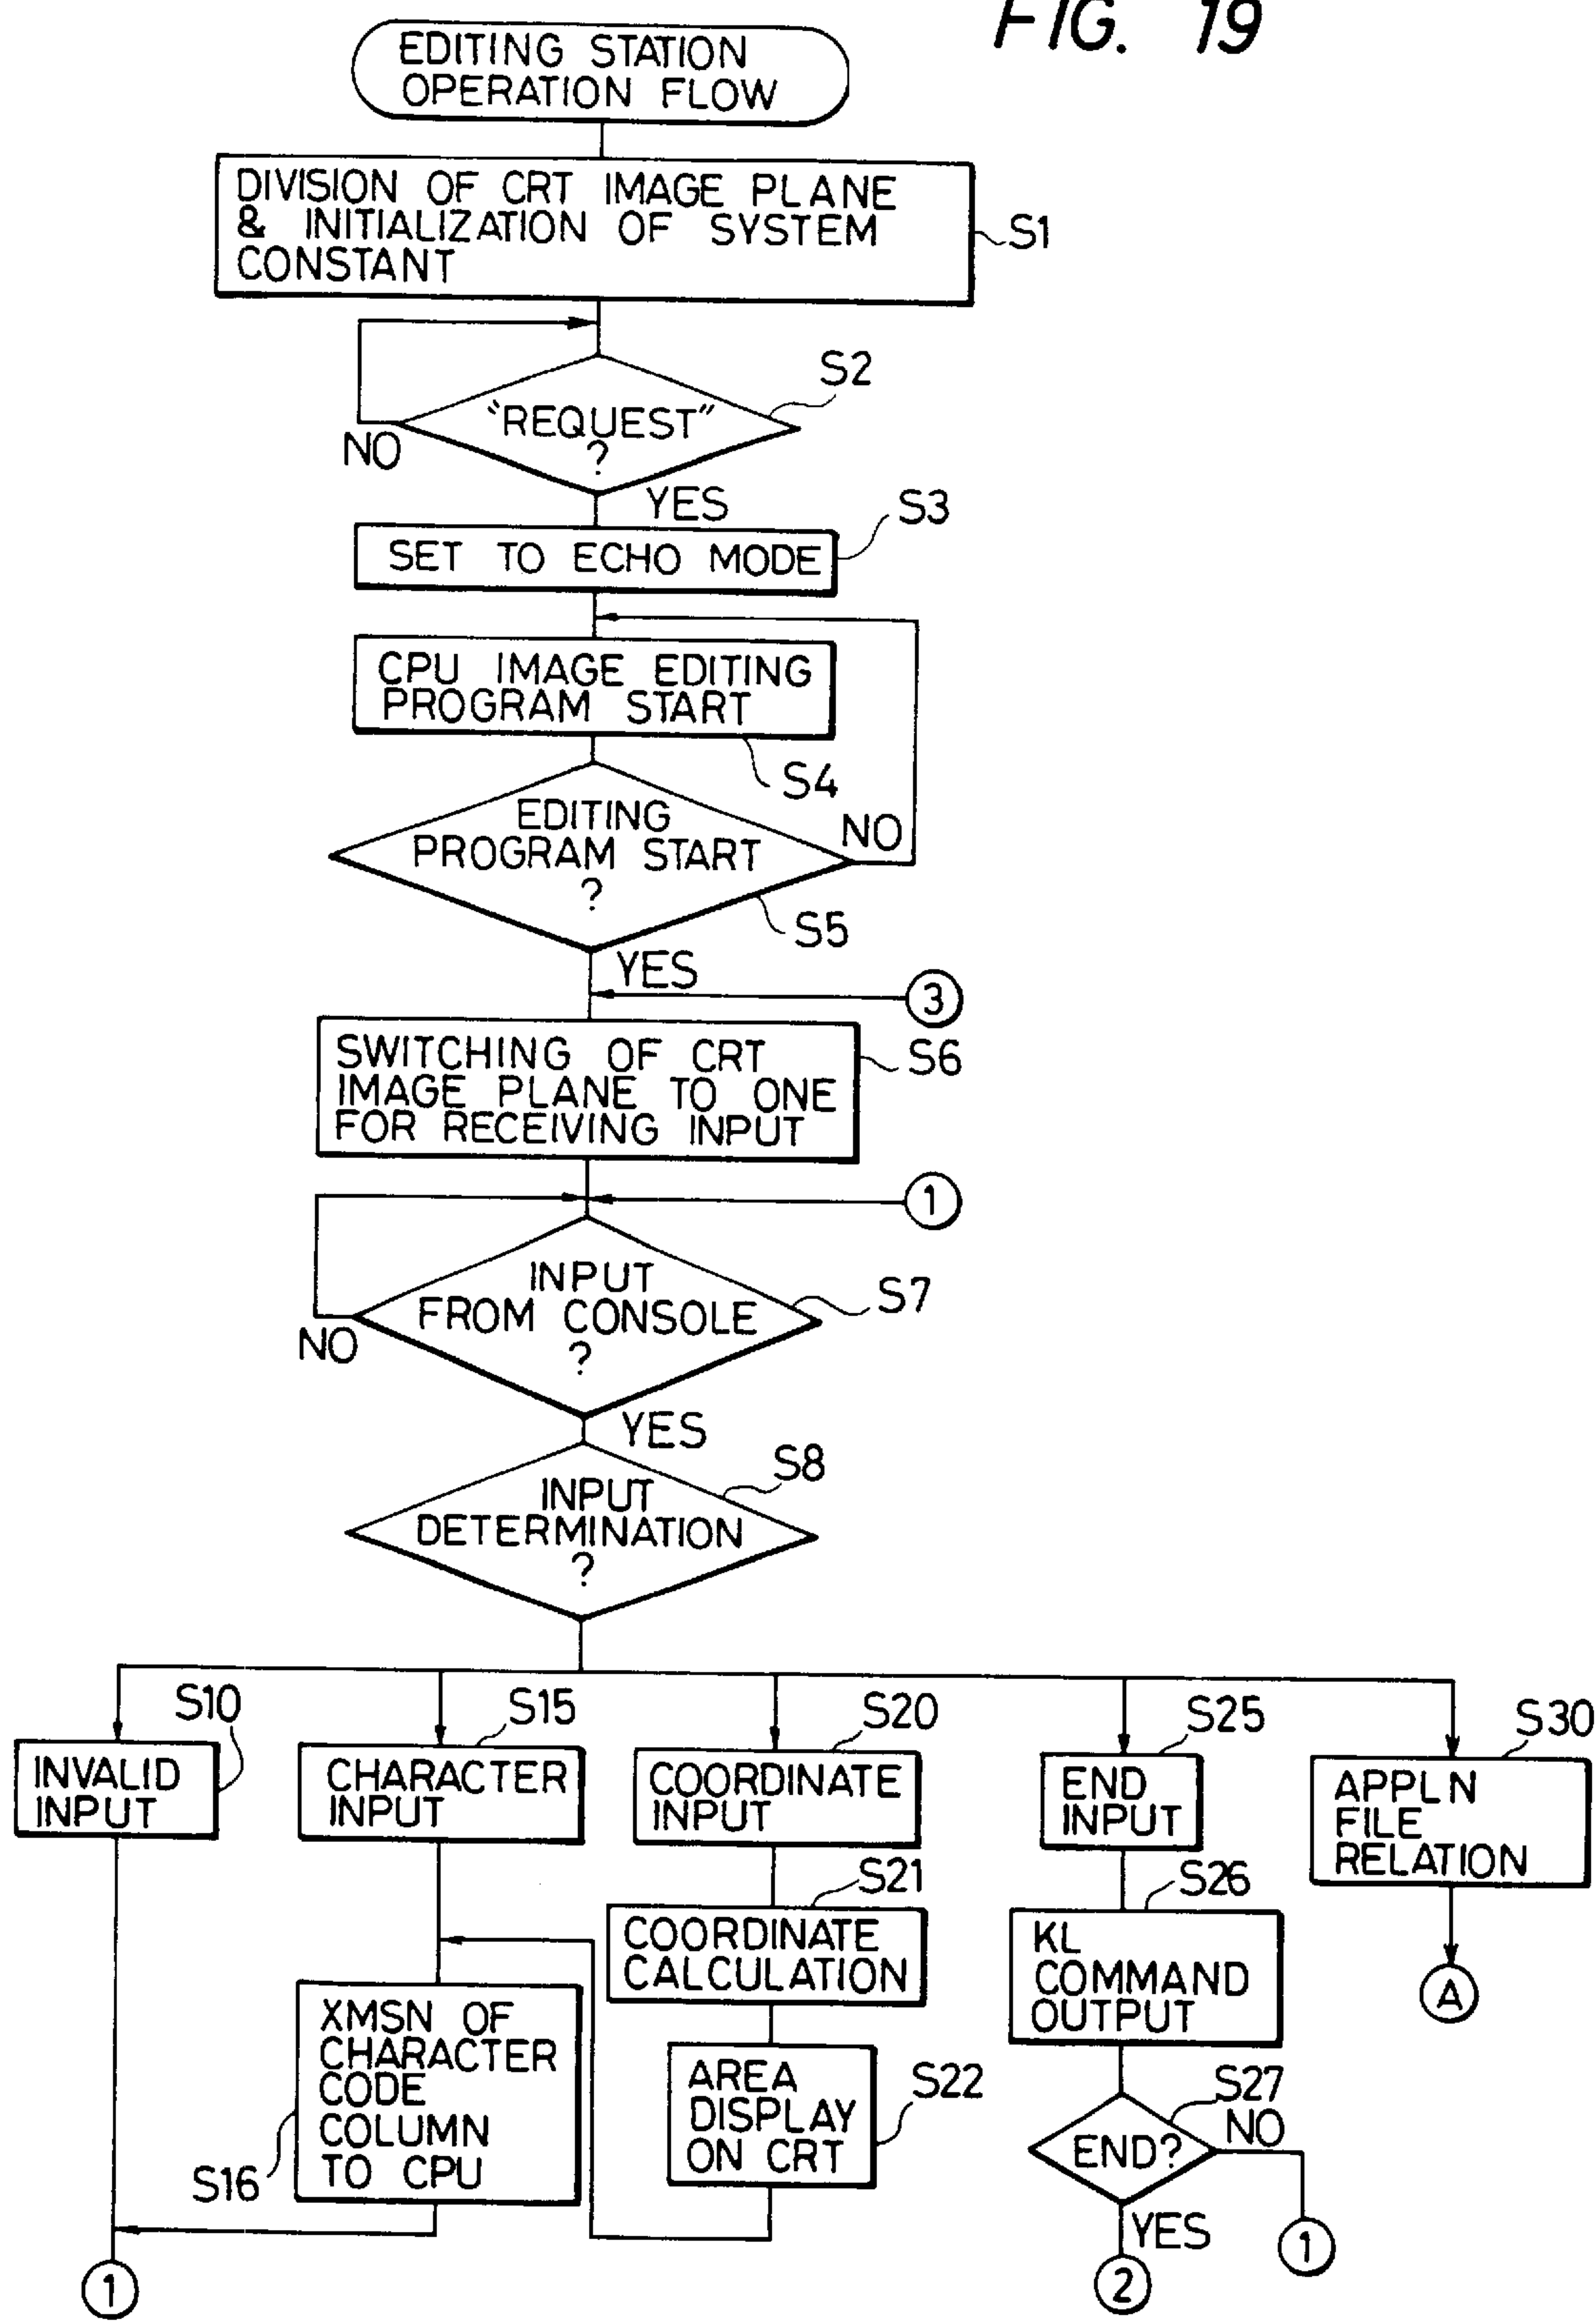 FIG. 19
EDITING STATION
OPERATION FLOW
DIVISION OF CRT IMAGE PLANE
& INITIALIZATION OF SYSTEM
CONSTANT
S1
S2
"REQUEST"
?
NO
YES
S3
SET TO ECHO MODE
CPU IMAGE EDITING
PROGRAM START
S4
EDITING
PROGRAM START
?
NO
S5
YES
3
SWITCHING OF CRT
IMAGE PLANE TO ONE
FOR RECEIVING INPUT
S6
1
INPUT
FROM CONSOLE
?
S7
NO
YES
S8
INPUT
DETERMINATION
?
S10
S15
S20
S25
S30
INVALID
INPUT
CHARACTER
INPUT
COORDINATE
INPUT
END
INPUT
APPLN
FILE
RELATION
S21
S26
COORDINATE
CALCULATION
KL
COMMAND
OUTPUT
A
XMSN OF
CHARACTER
CODE
COLUMN
TO CPU
S16
AREA
DISPLAY
ON CRT
S22
S27
END?
NO
YES
1
2
1